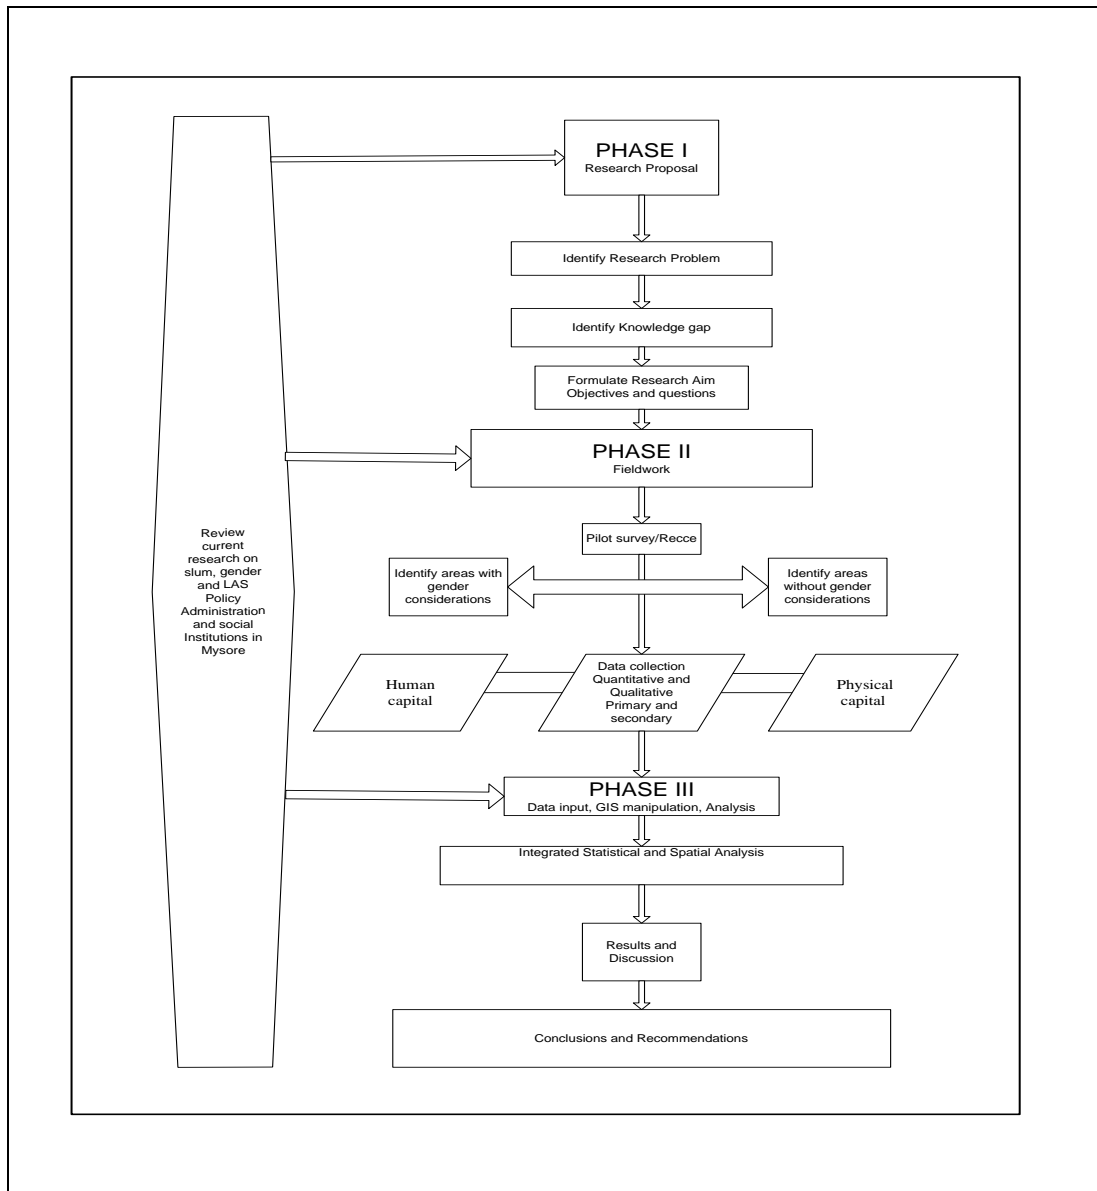 PHASE I
Research Proposal
Identify Research Problem
Identify Knowledge gap
Formulate Research Aim
Objectives and questions
PHASE II
Fieldwork
Review
current
research on
slum, gender
and LAS
Policy
Administration
and social
Institutions in
Mysore
Pilot survey/Recce
Identify areas with
gender
considerations
Identify areas
without gender
considerations
Human
capital
Data collection
Quantitative and
Qualitative
Primary and
secondary
Physical
capital
PHASE III
Data input, GIS manipulation, Analysis
Integrated Statistical and Spatial Analysis
Results and
Discussion
Conclusions and Recommendations